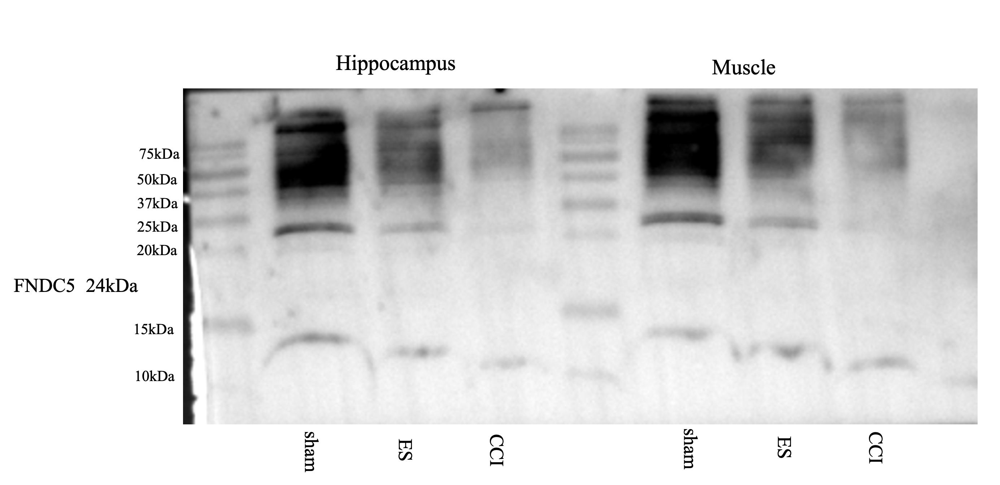 Hippocampus
Muscle
75kDa
50kDa
37kDa
25kDa
20kDa
FNDC5 24kDa
15kDa
10kDa
sham
ES
CCI
sham
ES
CCI